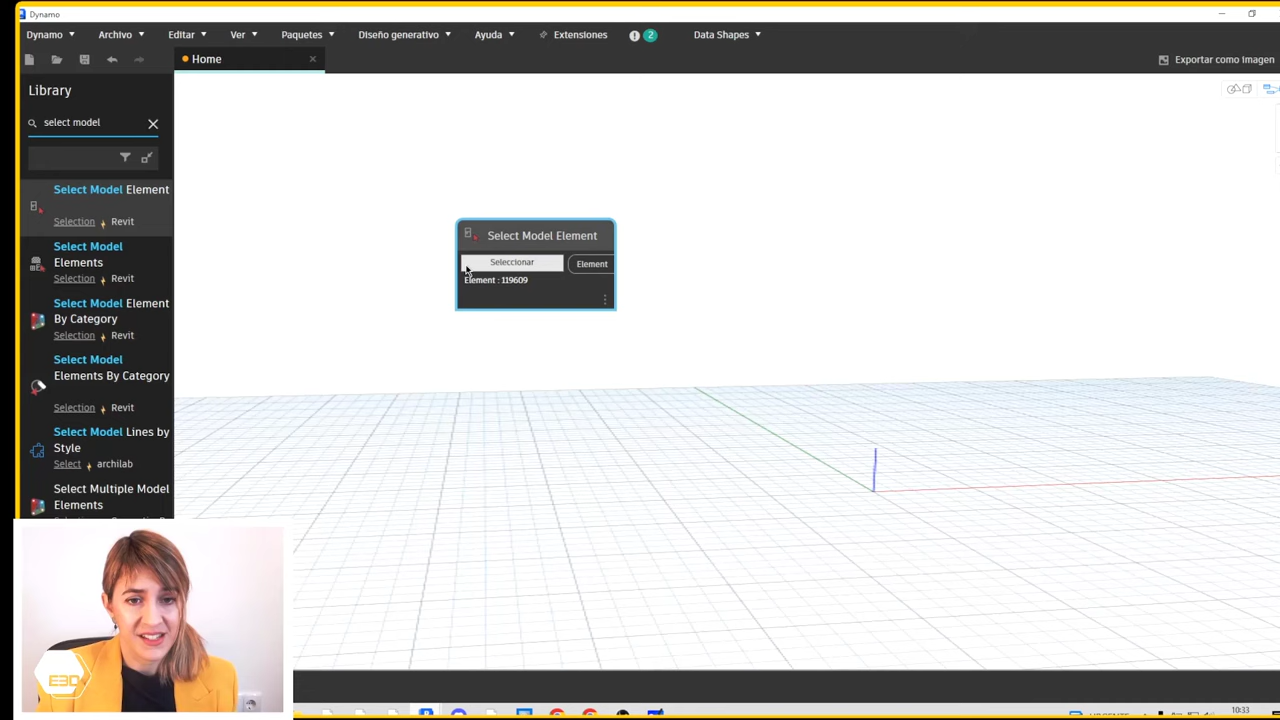 Dynamo
Dynamo Archivo Editar Ver Paquetes Diseño generativo Ayuda Extensiones 2 Data Shapes
Home
Exportar como Imagen
Library
select model
Select Model Element
Selection Revit
Select Model
Elements
Selection Revit
Select Model Element
By Category
Selection Revit
Select Model
Elements By Category
Selection Revit
Select Model Lines by
Style
Select archilab
Select Multiple Model
Elements
Select Model Element
Seleccionar
Element
Element : 119609
E3D
10:33